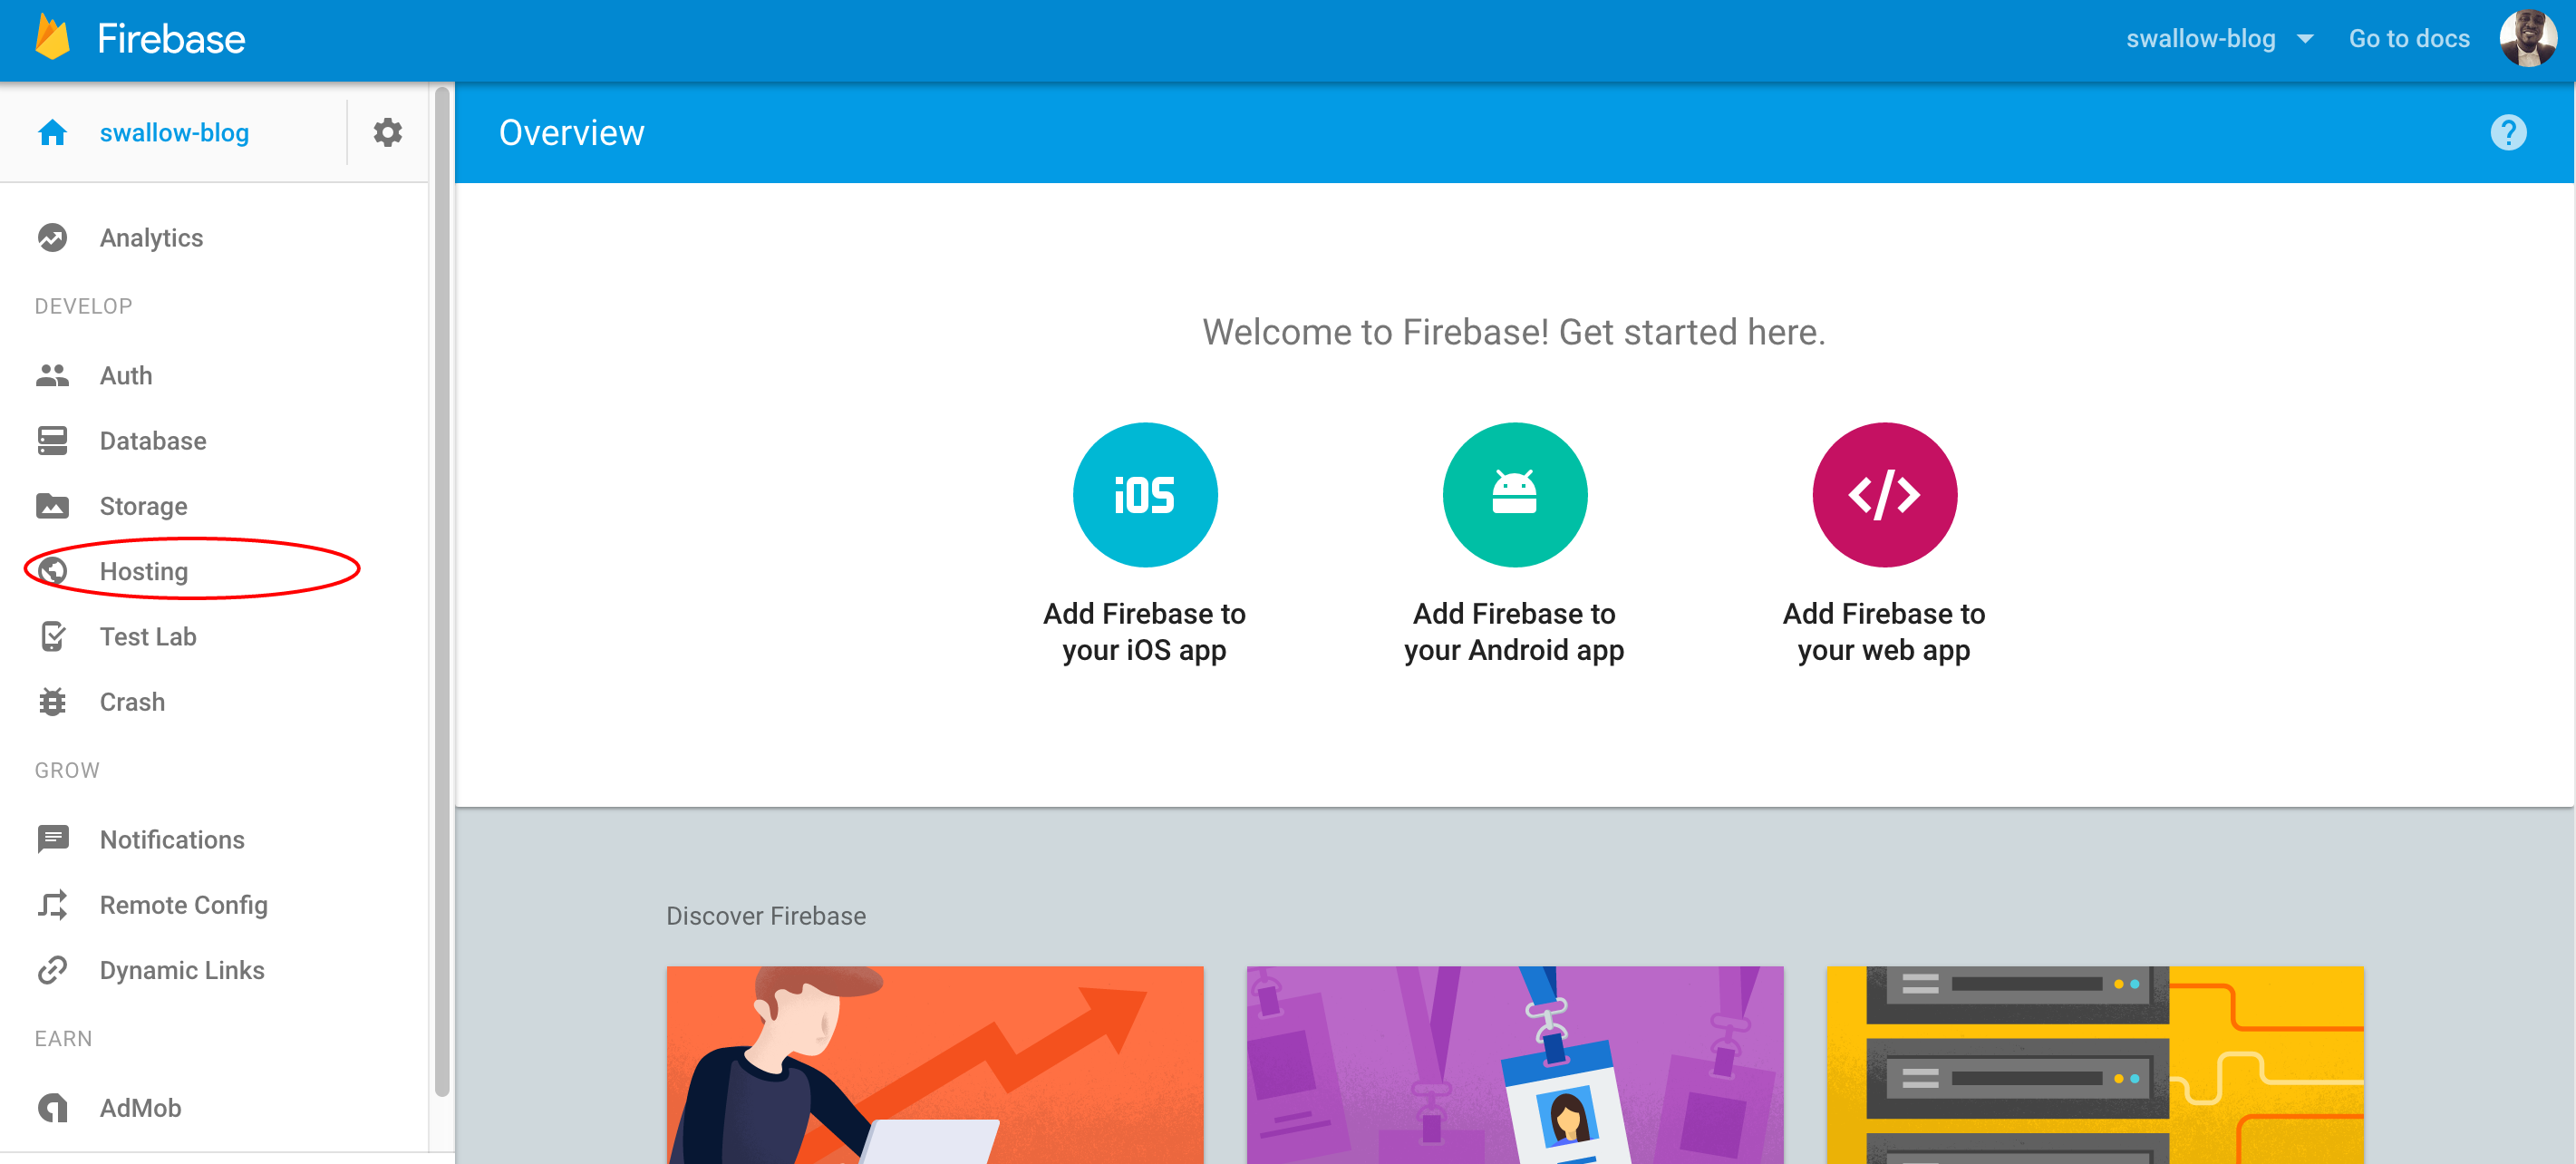 Firebase
swallow-blog
Go to docs
swallow-blog
Overview
?
Analytics
DEVELOP
Auth
Database
Storage
Hosting
Test Lab
Crash
GROW
Notifications
Remote Config
Dynamic Links
EARN
AdMob
Welcome to Firebase! Get started here.
iOS
</>
Add Firebase to
your iOS app
Add Firebase to
your Android app
Add Firebase to
your web app
Discover Firebase